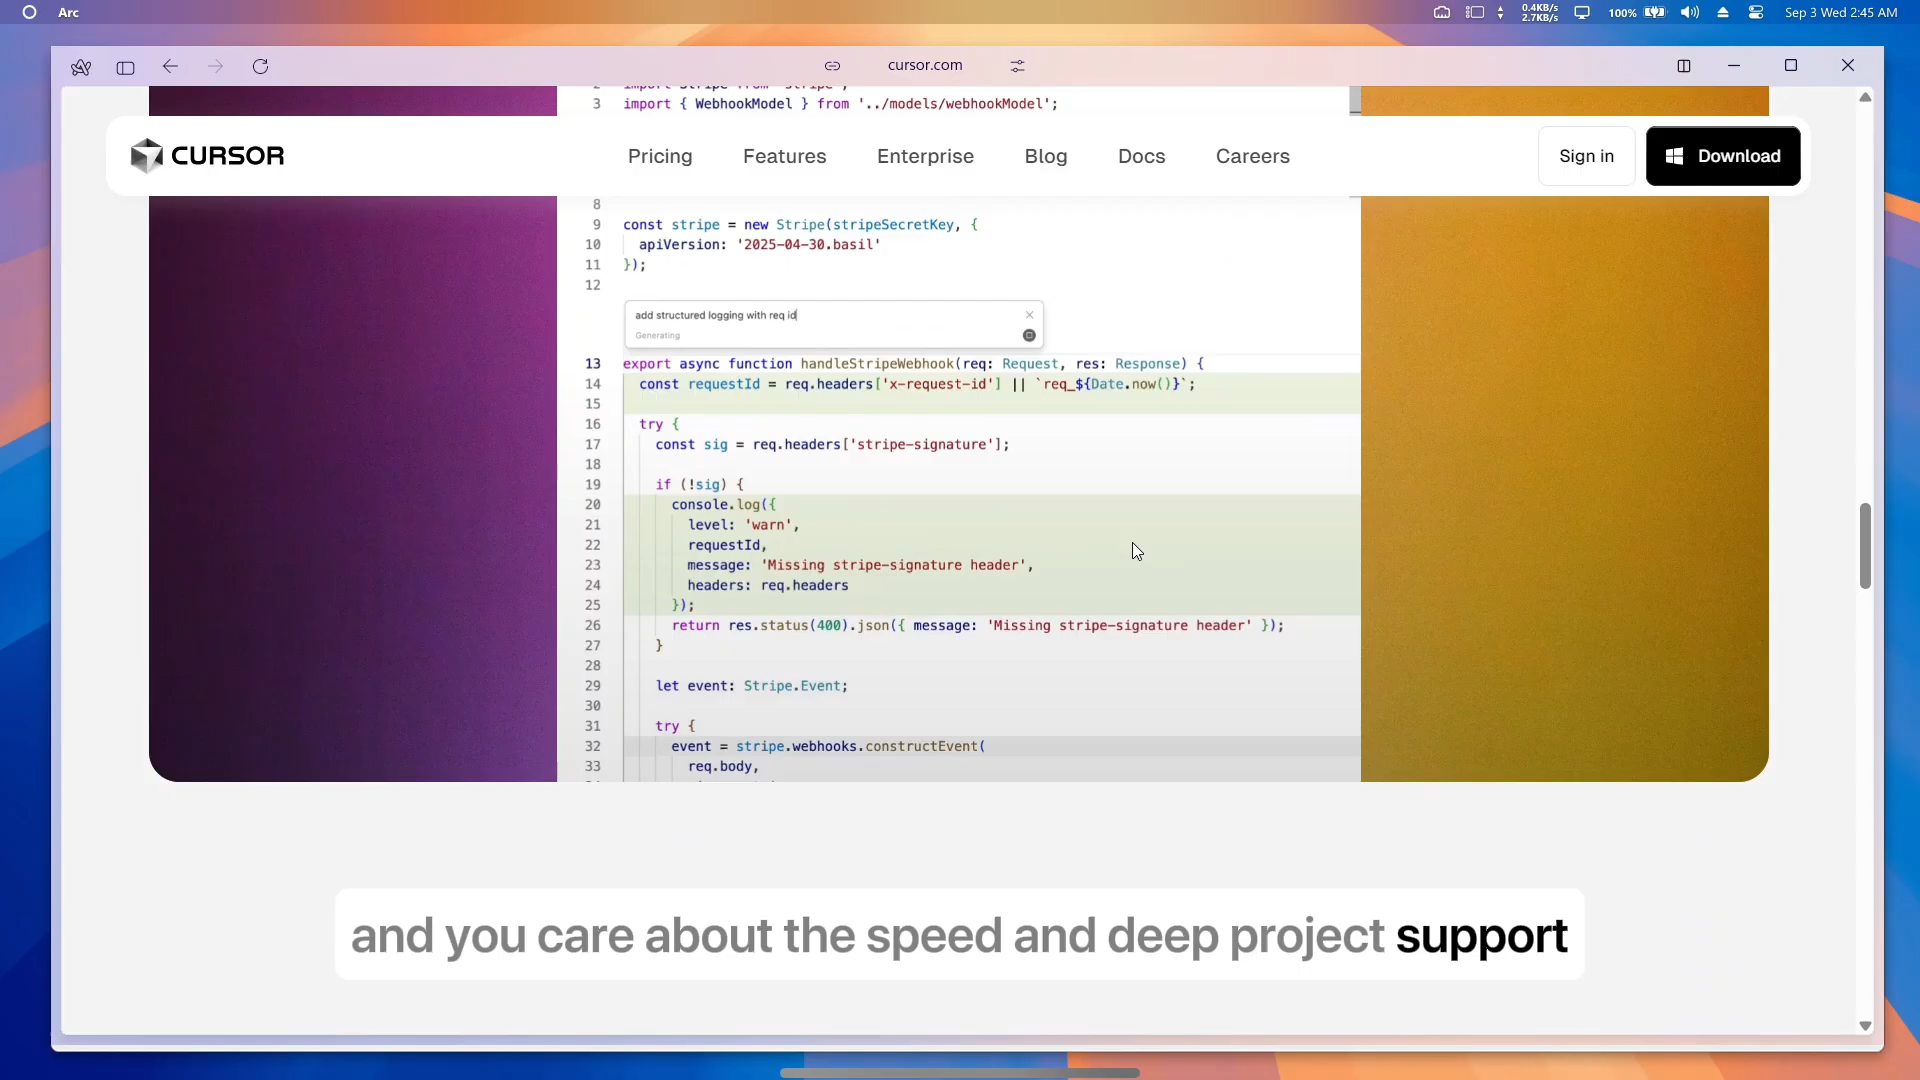 Arc
0.4KB/s
2.7KB/s
100%
Sep 3 Wed 2:45 AM
cursor.com
import Stripe from 'stripe';
3 import { WebhookModel } from '../models/webhookModel';
CURSOR
Pricing
Features
Enterprise
Blog
Docs
Careers
Sign in
Download
8
9 const stripe = new Stripe(stripeSecretKey, {
10 apiVersion: '2025-04-30.basil'
11 });
12
add structured logging with req id
Generating
13 export async function handleStripeWebhook(req: Request, res: Response) {
14 const requestId = req.headers['x-request-id'] || `req_${Date.now()}`;
15
16 try {
17 const sig = req.headers['stripe-signature'];
18
19 if (!sig) {
20 console.log({
21 level: 'warn',
22 requestId,
23 message: 'Missing stripe-signature header',
24 headers: req.headers
25 });
26 return res.status(400).json({ message: 'Missing stripe-signature header' });
27 }
28
29 let event: Stripe.Event;
30
31 try {
32 event = stripe.webhooks.constructEvent(
33 req.body,
and you care about the speed and deep project support